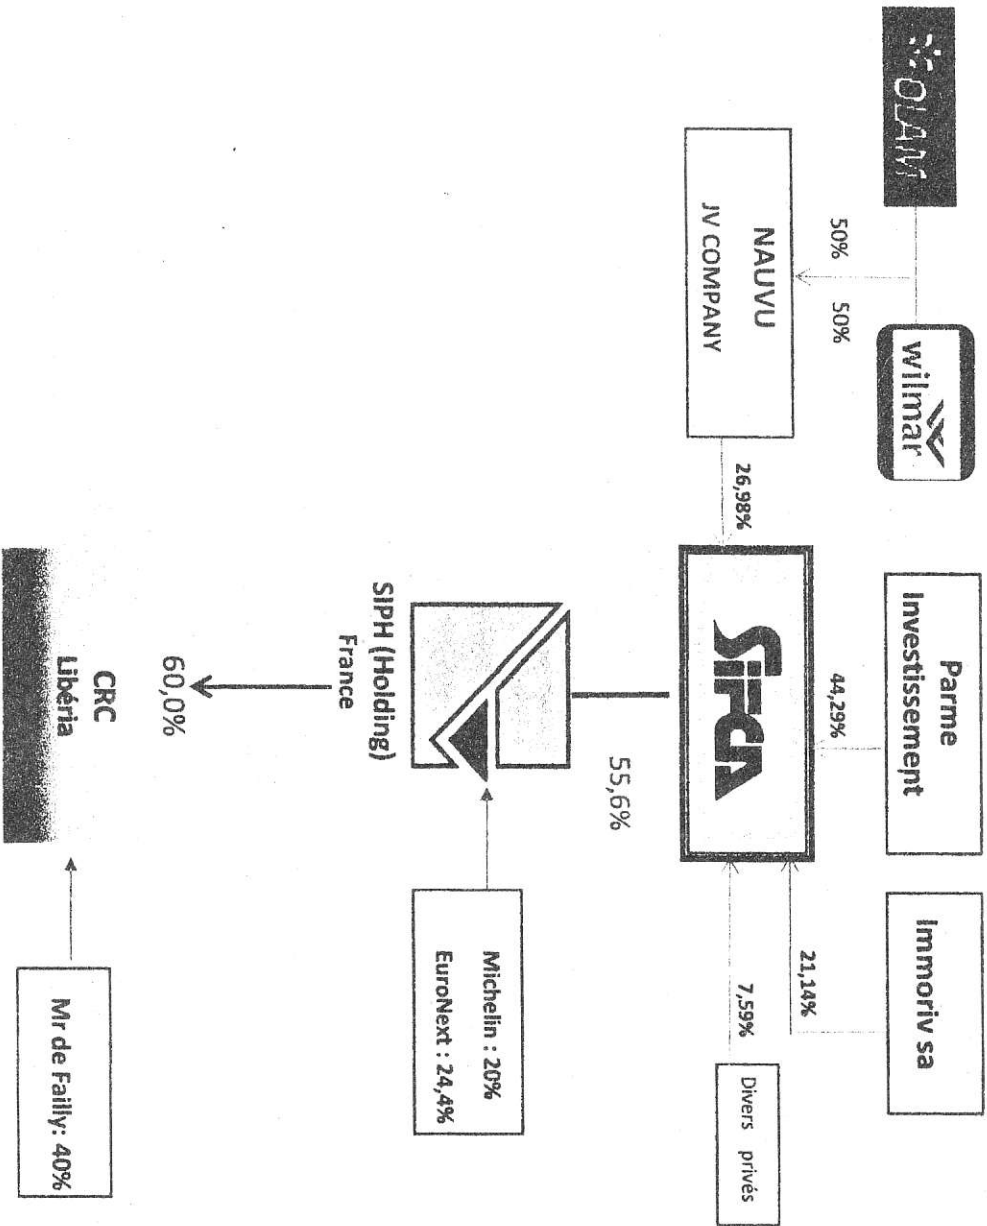 OLAM
wilmar
Parme
Investissement
Immoriv sa
50%
50%
44,29%
21,14%
NAUVU
JV COMPANY
26,98%
SIFCA
7,59%
Divers privés
55,6%
SIPH (Holding)
France
Michelin : 20%
EuroNext : 24,4%
60,0%
CRC
Libéria
Mr de Failly: 40%